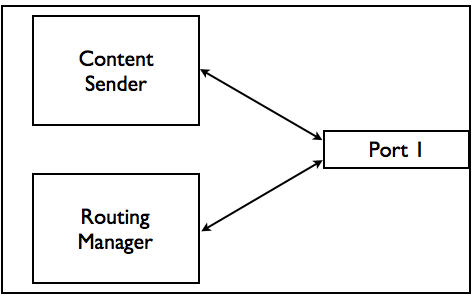 Content
Sender
Port 1
Routing
Manager